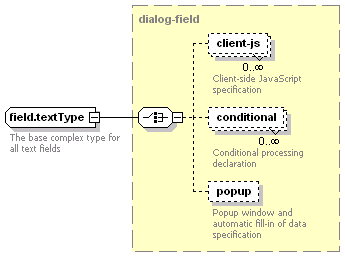 dialog-field
client-js
0..∞
Client-side JavaScript
specification
field.textType
The base complex type for
all text fields
conditional
0..∞
Conditional processing
declaration
popup
Popup window and
automatic fill-in of data
specification